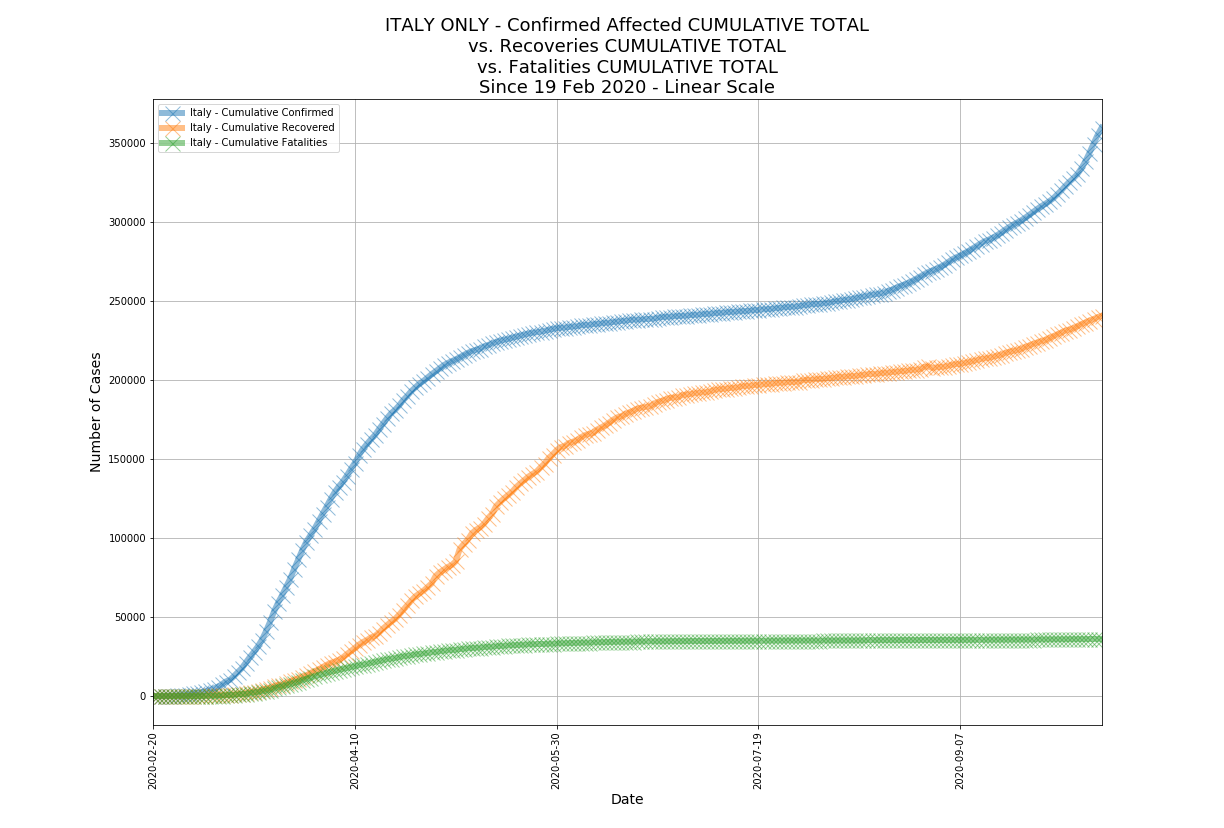 ITALY ONLY - Confirmed Affected CUMULATIVE TOTAL
vs. Recoveries CUMULATIVE TOTAL
vs. Fatalities CUMULATIVE TOTAL
Since 19 Feb 2020 - Linear Scale
Italy - Cumulative Confirmed
Italy - Cumulative Recovered
Italy - Cumulative Fatalities
Number of Cases
350000
300000
250000
200000
150000
100000
50000
0
2020-02-20
2020-04-10
2020-05-30
2020-07-19
2020-09-07
Date